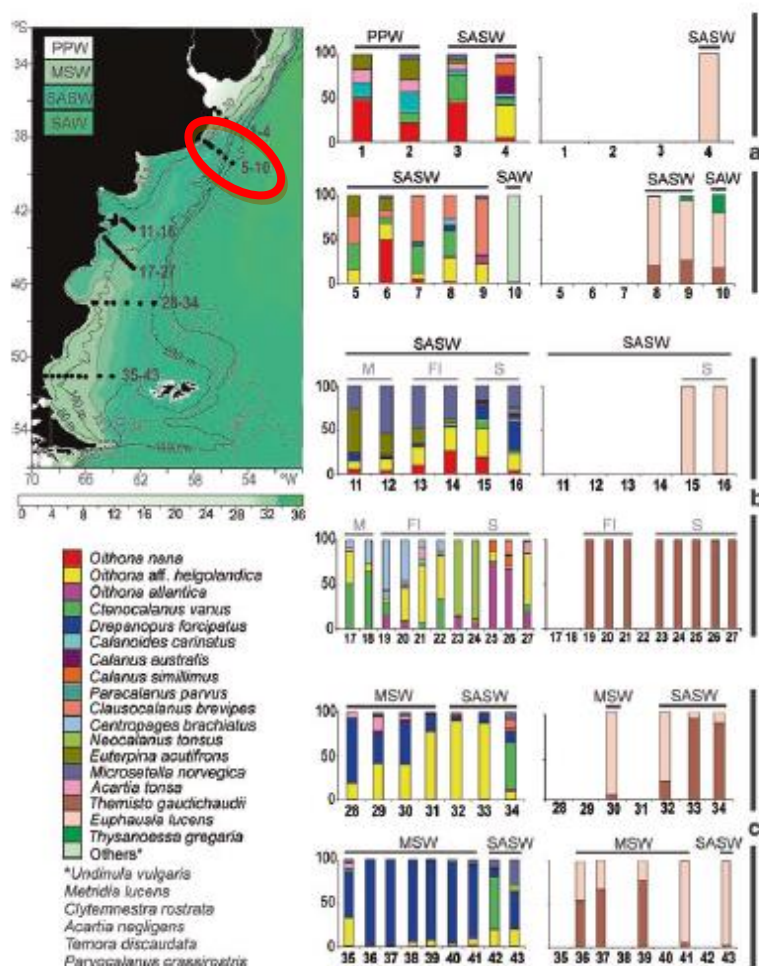 PPW
MSW
SASW
SAW
34
38
42
46
50
54
1-4
5-10
11-16
17-27
28-34
35-43
70 66 62 58 54 °W
0 4 8 12 16 20 24 28 32 36
Oithona nana
Oithona aff. helgolandica
Oithona atlantica
Ctenocalanus vanus
Drepanopus forcipatus
Calanoides carinatus
Calanus australis
Calanus simillimus
Paracalanus parvus
Clausocalanus brevipes
Centropages brachiatus
Neocalanus tonsus
Euterpina acutifrons
Microsetella norvegica
Acartia tonsa
Themisto gaudichaudii
Euphausia lucens
Thysanoessa gregaria
Others*
*Undinula vulgaris
Metridia lucens
Clytemnestra rostrata
Acartia negligens
Temora discaudata
Parvocalanus crassirostris
PPW SASW SASW
100
50
0
1 2 3 4 1 2 3 4
a
SASW SAW SASW SAW
100
50
0
5 6 7 8 9 10 5 6 7 8 9 10
SASW SASW
M FI S S
100
50
0
11 12 13 14 15 16 11 12 13 14 15 16
b
M FI S FI S
100
50
0
17 18 19 20 21 22 23 24 25 26 27 17 18 19 20 21 22 23 24 25 26 27
MSW SASW MSW SASW
100
50
0
28 29 30 31 32 33 34 28 29 30 31 32 33 34
c
MSW SASW MSW SASW
100
50
0
35 36 37 38 39 40 41 42 43 35 36 37 38 39 40 41 42 43